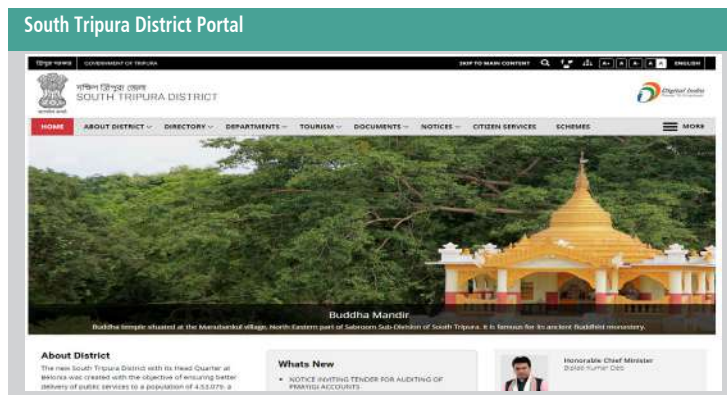 South Tripura District Portal
ত্রিপুরা সরকার GOVERNMENT OF TRIPURA SKIP TO MAIN CONTENT A+ A A- A A ENGLISH
দক্ষিণ ত্রিপুরা জেলা
SOUTH TRIPURA DISTRICT
Digital India
HOME ABOUT DISTRICT DIRECTORY DEPARTMENTS TOURISM DOCUMENTS NOTICES CITIZEN SERVICES SCHEMES MORE
Buddha Mandir
Buddha temple situated at the Manubankul village, North Eastern part of Sabroom Sub-Division of South Tripura. It is famous for its ancient Buddhist monastery.
About District
The new South Tripura District with its Head Quarter at
Belonia was created with the objective of ensuring better
delivery of public services to a population of 4,53,079, a
Whats New
• NOTICE INVITING TENDER FOR AUDITING OF
PMAYG ACCOUNTS
Honorable Chief Minister
Biplab Kumar Deb